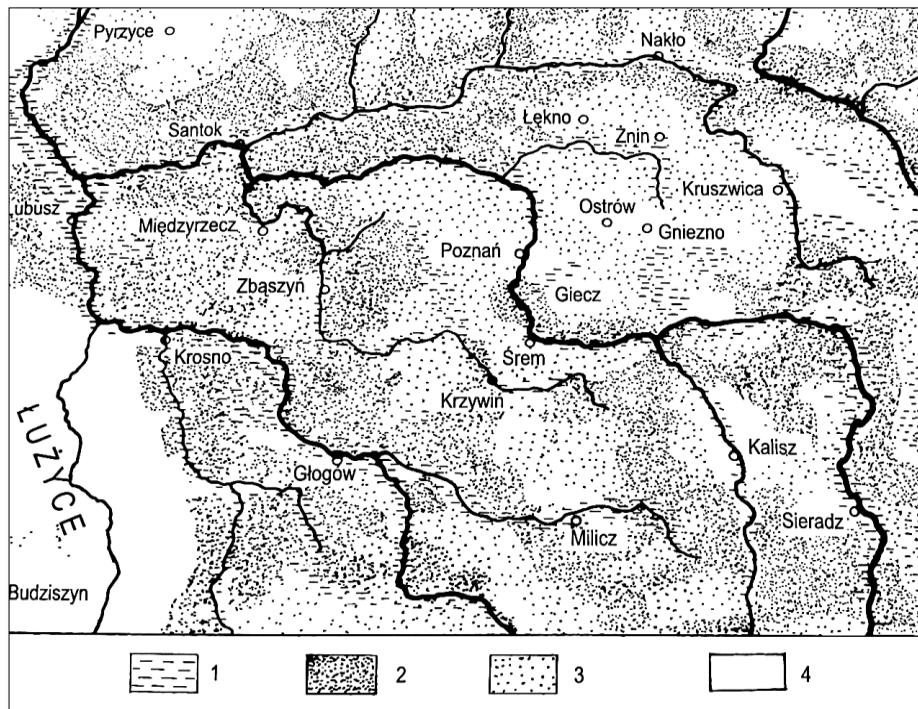 Pyrzyce
Nakło
Łekno
Żnin
Santok
Kruszwica
ubusz
Ostrów
Międzyrzecz
Gniezno
Poznań
Zbąszyń
Giecz
Krosno
Śrem
Krzywiń
ŁUŻYCE
Kalisz
Głogów
Sieradz
Milicz
Budziszyn
1 2 3 4